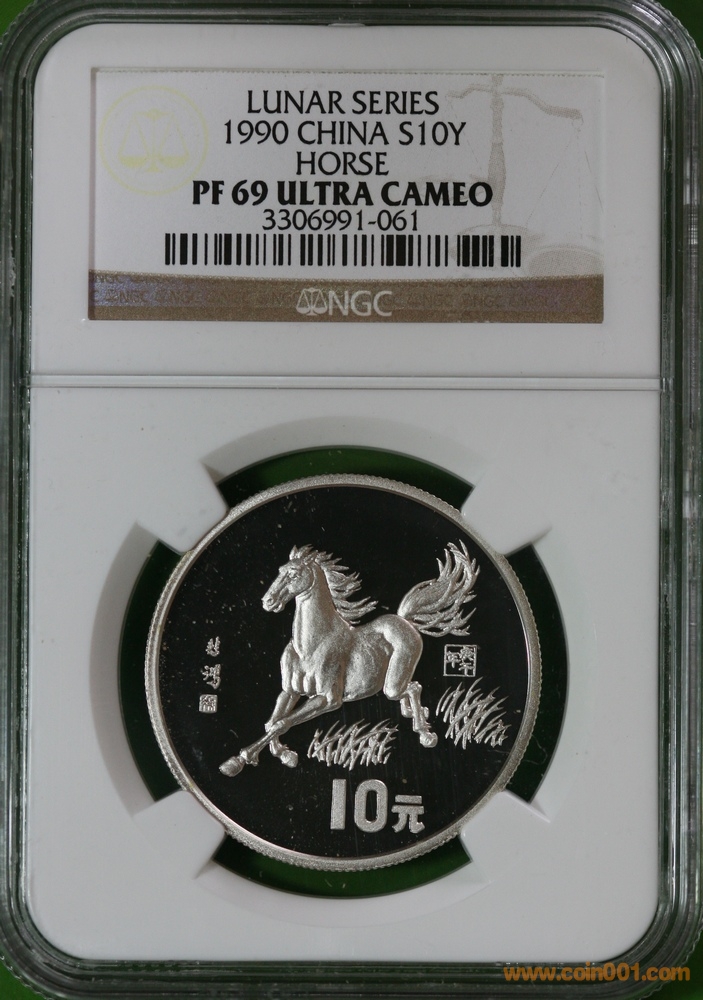 LUNAR SERIES
1990 CHINA S10Y
HORSE
PF 69 ULTRA CAMEO
3306991-061
NGC
10元
www.coin001.com